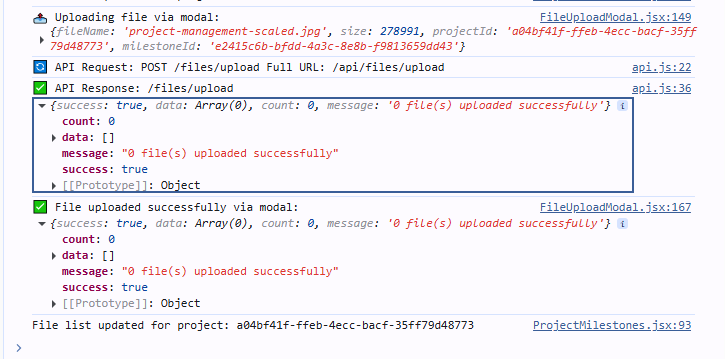 Uploading file via modal: FileUploadModal.jsx:149
{fileName: 'project-management-scaled.jpg', size: 278991, projectId: 'a04bf41f-ffeb-4ecc-bacf-35ff
79d48773', milestoneId: 'e2415c6b-bfdd-4a3c-8e8b-f9813659dd43'}
API Request: POST /files/upload Full URL: /api/files/upload api.js:22
API Response: /files/upload api.js:36
{success: true, data: Array(0), count: 0, message: '0 file(s) uploaded successfully'} i
count: 0
data: []
message: "0 file(s) uploaded successfully"
success: true
[[Prototype]]: Object
File uploaded successfully via modal: FileUploadModal.jsx:167
{success: true, data: Array(0), count: 0, message: '0 file(s) uploaded successfully'} i
count: 0
data: []
message: "0 file(s) uploaded successfully"
success: true
[[Prototype]]: Object
File list updated for project: a04bf41f-ffeb-4ecc-bacf-35ff79d48773 ProjectMilestones.jsx:93